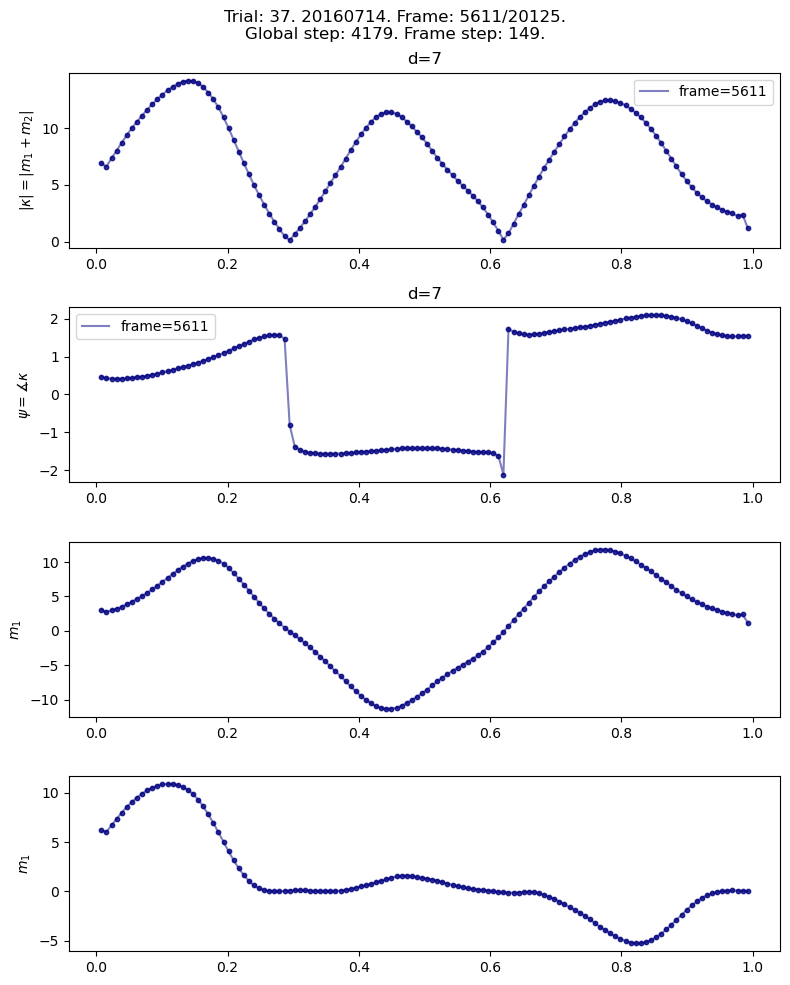 Trial: 37. 20160714. Frame: 5611/20125.
Global step: 4179. Frame step: 149.
d=7
|κ| = |m₁ + m₂|
10
5
0
frame=5611
0.0 0.2 0.4 0.6 0.8 1.0
d=7
ψ = ∡κ
2
1
0
−1
−2
frame=5611
0.0 0.2 0.4 0.6 0.8 1.0
m₁
10
5
0
−5
−10
0.0 0.2 0.4 0.6 0.8 1.0
m₁
10
5
0
−5
0.0 0.2 0.4 0.6 0.8 1.0